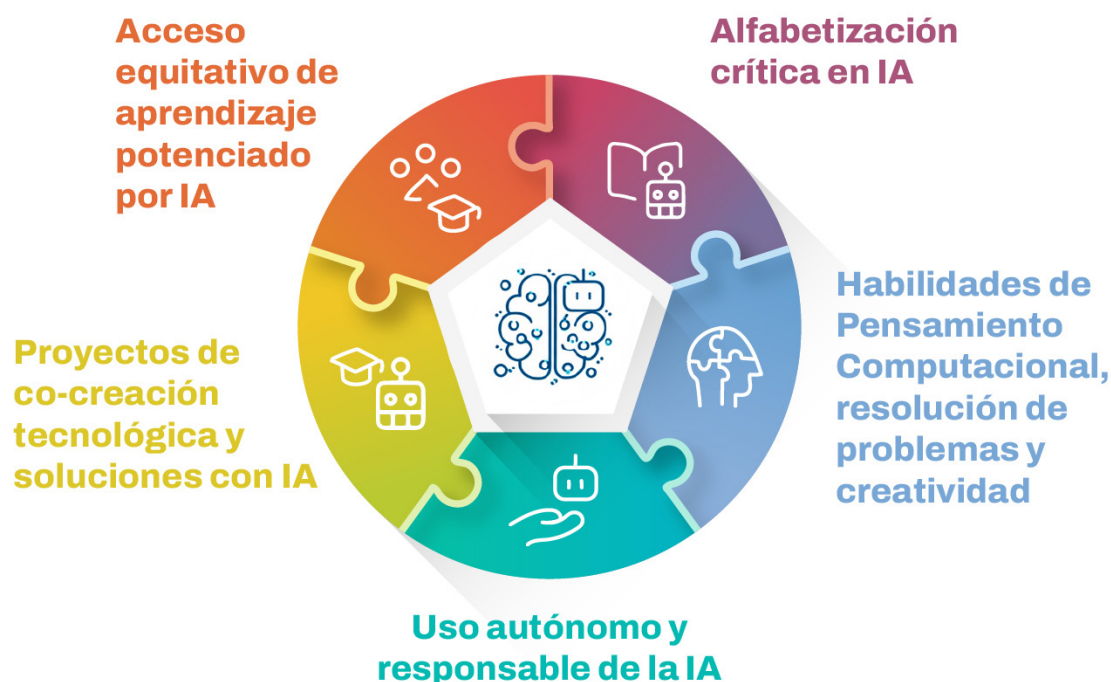 Acceso
equitativo de
aprendizaje
potenciado
por IA
Alfabetización
crítica en IA
Habilidades de
Pensamiento
Computacional,
resolución de
problemas y
creatividad
Proyectos de
co-creación
tecnológica y
soluciones con IA
Uso autónomo y
responsable de la IA